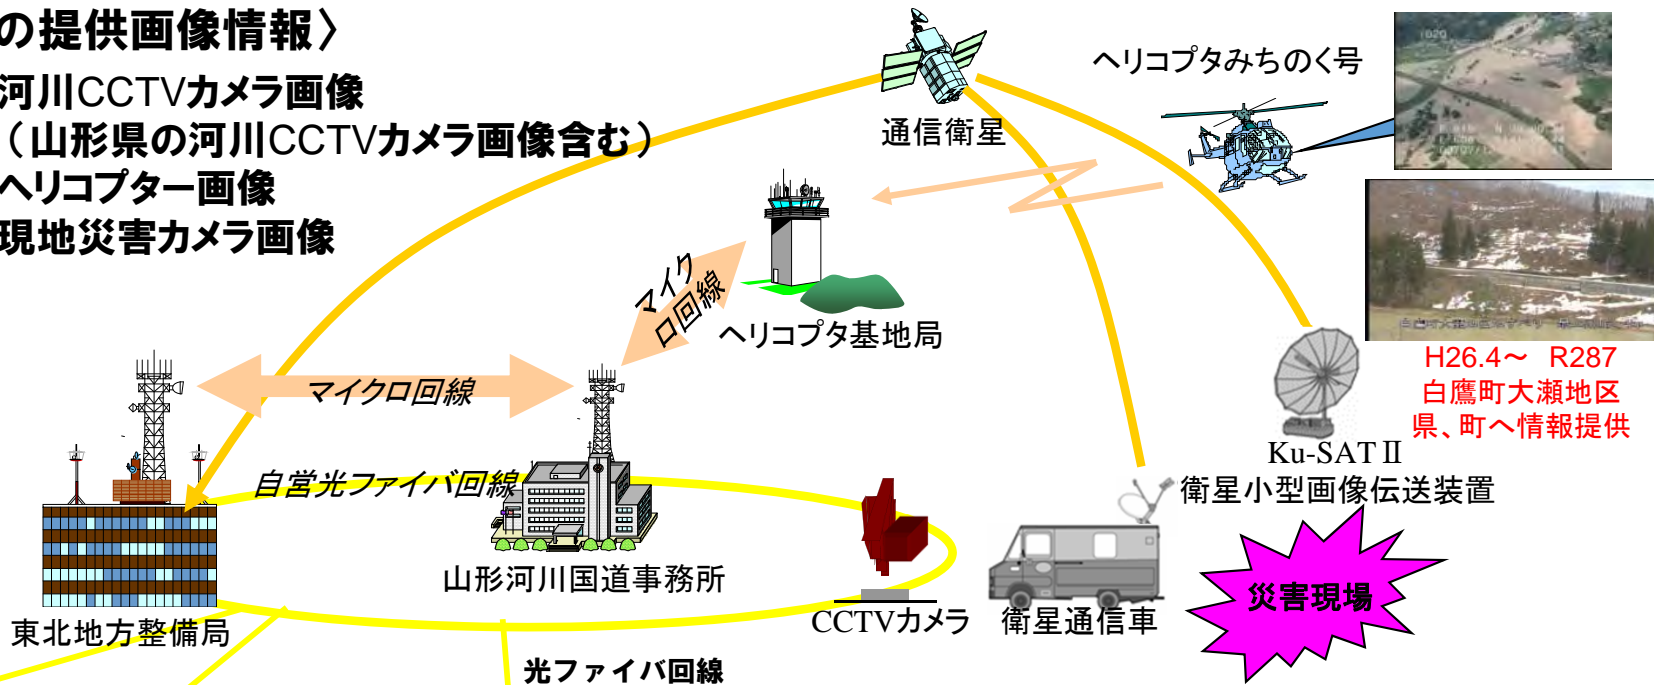 の提供画像情報〉
河川CCTVカメラ画像
（山形県の河川CCTVカメラ画像含む）
ヘリコプター画像
現地災害カメラ画像
通信衛星
ヘリコプタみちのく号
マイク
ロ回線
ヘリコプタ基地局
マイクロ回線
H26.4～ R287
白鷹町大瀬地区
県、町へ情報提供
Ku-SATⅡ
衛星小型画像伝送装置
自営光ファイバ回線
山形河川国道事務所
東北地方整備局
CCTVカメラ
衛星通信車
災害現場
光ファイバ回線